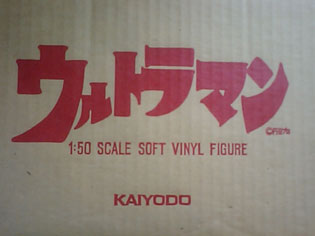 ウルトラマン
1:50 SCALE SOFT VINYL FIGURE
KAIYODO